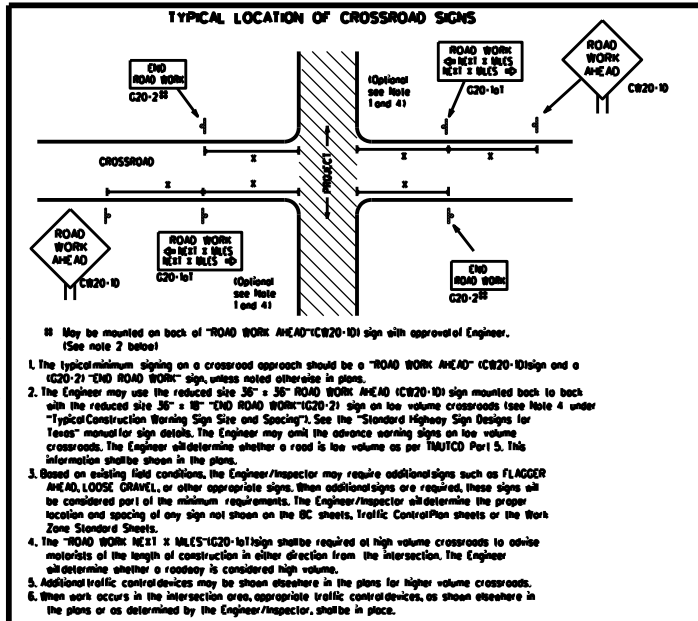 TYPICAL LOCATION OF CROSSROAD SIGNS
ROAD
WORK
AHEAD
CW20-1D
ROAD WORK
⇦ NEXT X MILES
NEXT X MILES ⇨
G20-1aT
END
ROAD WORK
G20-2**
(Optional
see Note
1 and 4)
CROSSROAD
X
X
X
PROJECT
X
X
X
ROAD
WORK
AHEAD
CW20-1D
ROAD WORK
⇦ NEXT X MILES
NEXT X MILES ⇨
G20-1aT
(Optional
see Note
1 and 4)
END
ROAD WORK
G20-2**
** May be mounted on back of "ROAD WORK AHEAD"(CW20-1D) sign with approval of Engineer.
(See note 2 below)
1. The typical minimum signing on a crossroad approach should be a "ROAD WORK AHEAD" (CW20-1D)sign and a
(G20-2) "END ROAD WORK" sign, unless noted otherwise in plans.
2. The Engineer may use the reduced size 36" x 36" ROAD WORK AHEAD (CW20-1D) sign mounted back to back
with the reduced size 36" x 18" "END ROAD WORK"(G20-2) sign on low volume crossroads (see Note 4 under
"Typical Construction Warning Sign Size and Spacing"). See the "Standard Highway Sign Designs for
Texas" manual for sign details. The Engineer may omit the advance warning signs on low volume
crossroads. The Engineer will determine whether a road is low volume as per TMUTCD Part 5. This
information shall be shown in the plans.
3. Based on existing field conditions, the Engineer/Inspector may require additional signs such as FLAGGER
AHEAD, LOOSE GRAVEL, or other appropriate signs. When additional signs are required, these signs will
be considered part of the minimum requirements. The Engineer/Inspector will determine the proper
location and spacing of any sign not shown on the BC sheets, Traffic Control Plan sheets or the Work
Zone Standard Sheets.
4. The "ROAD WORK NEXT X MILES"(G20-1aT)sign shall be required at high volume crossroads to advise
motorists of the length of construction in either direction from the intersection. The Engineer
will determine whether a roadway is considered high volume.
5. Additional traffic control devices may be shown elsewhere in the plans for higher volume crossroads.
6. When work occurs in the intersection area, appropriate traffic control devices, as shown elsewhere in
the plans or as determined by the Engineer/Inspector, shall be in place.